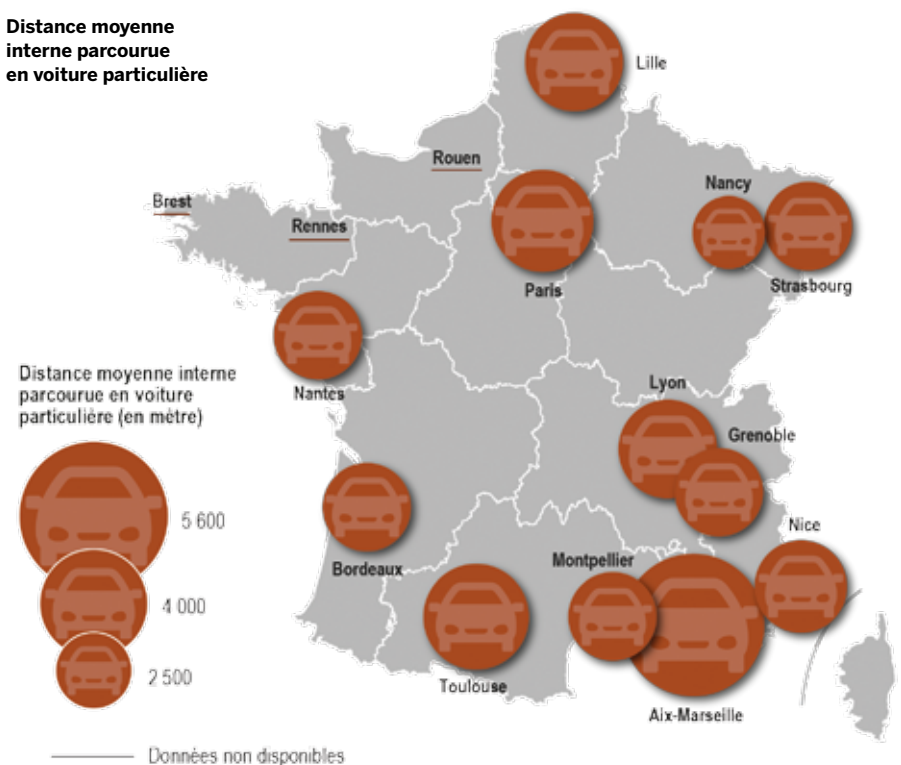 Distance moyenne
interne parcourue
en voiture particulière
Lille
Rouen
Nancy
Brest
Rennes
Strasbourg
Paris
Distance moyenne interne
parcourue en voiture
particulière (en mètre)
Nantes
Lyon
Grenoble
5 600
Nice
Montpellier
Bordeaux
4 000
2 500
Toulouse
Aix-Marseille
Données non disponibles